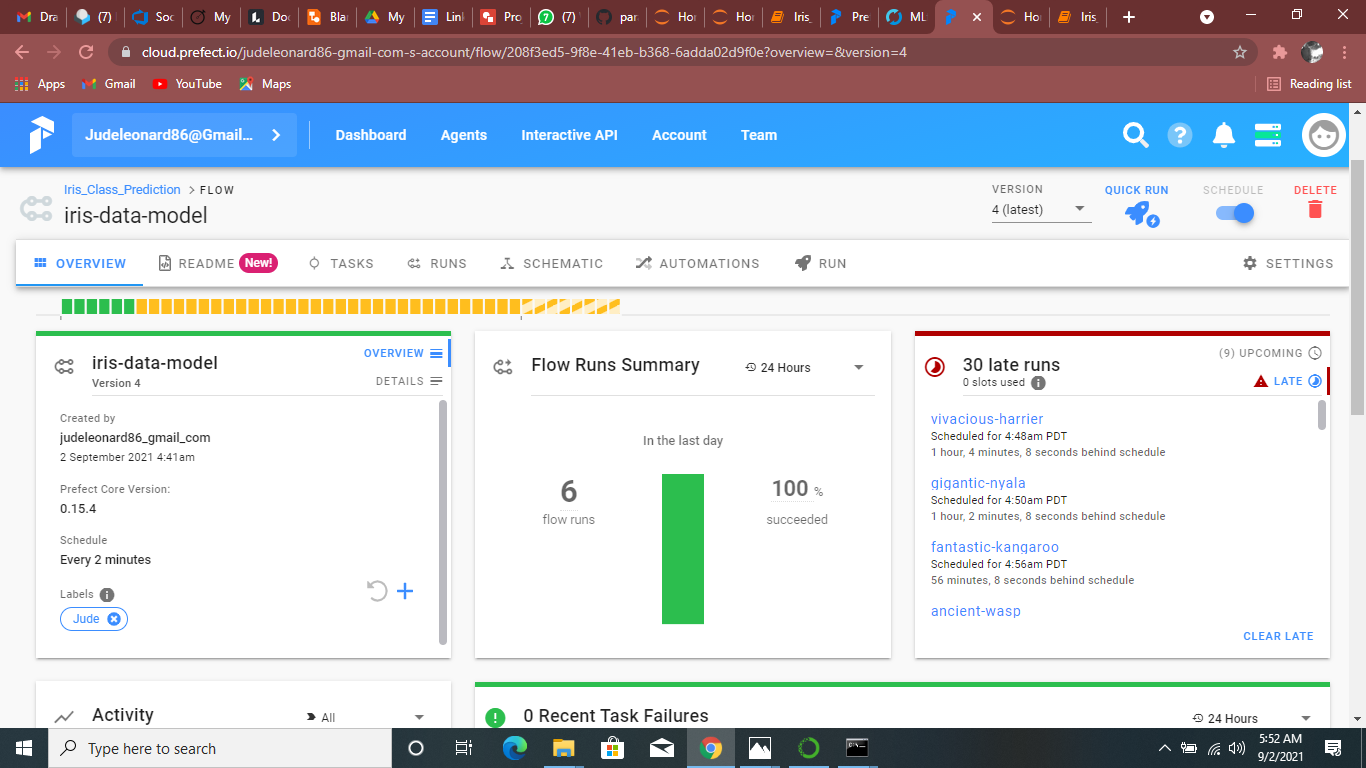 Dra
(7)
Soc
My
Doc
Bla
My
Link
Pro
(7)
par
Ho
Ho
Iris_
Pre
ML
P
Ho
Iris_
cloud.prefect.io/judeleonard86-gmail-com-s-account/flow/208f3ed5-9f8e-41eb-b368-6adda02d9f0e?overview=&version=4
Apps
Gmail
YouTube
Maps
Reading list
Judeleonard86@Gmail...
Dashboard
Agents
Interactive API
Account
Team
Iris_Class_Prediction > FLOW
iris-data-model
VERSION
4 (latest)
QUICK RUN
SCHEDULE
DELETE
OVERVIEW
README New!
TASKS
RUNS
SCHEMATIC
AUTOMATIONS
RUN
SETTINGS
iris-data-model
Version 4
OVERVIEW
DETAILS
Created by
judeleonard86_gmail_com
2 September 2021 4:41am
Prefect Core Version:
0.15.4
Schedule
Every 2 minutes
Labels
Jude
Flow Runs Summary
24 Hours
In the last day
6
flow runs
100 %
succeeded
30 late runs
0 slots used
(9) UPCOMING
LATE
vivacious-harrier
Scheduled for 4:48am PDT
1 hour, 4 minutes, 8 seconds behind schedule
gigantic-nyala
Scheduled for 4:50am PDT
1 hour, 2 minutes, 8 seconds behind schedule
fantastic-kangaroo
Scheduled for 4:56am PDT
56 minutes, 8 seconds behind schedule
ancient-wasp
CLEAR LATE
Activity
All
0 Recent Task Failures
24 Hours
Type here to search
5:52 AM
9/2/2021